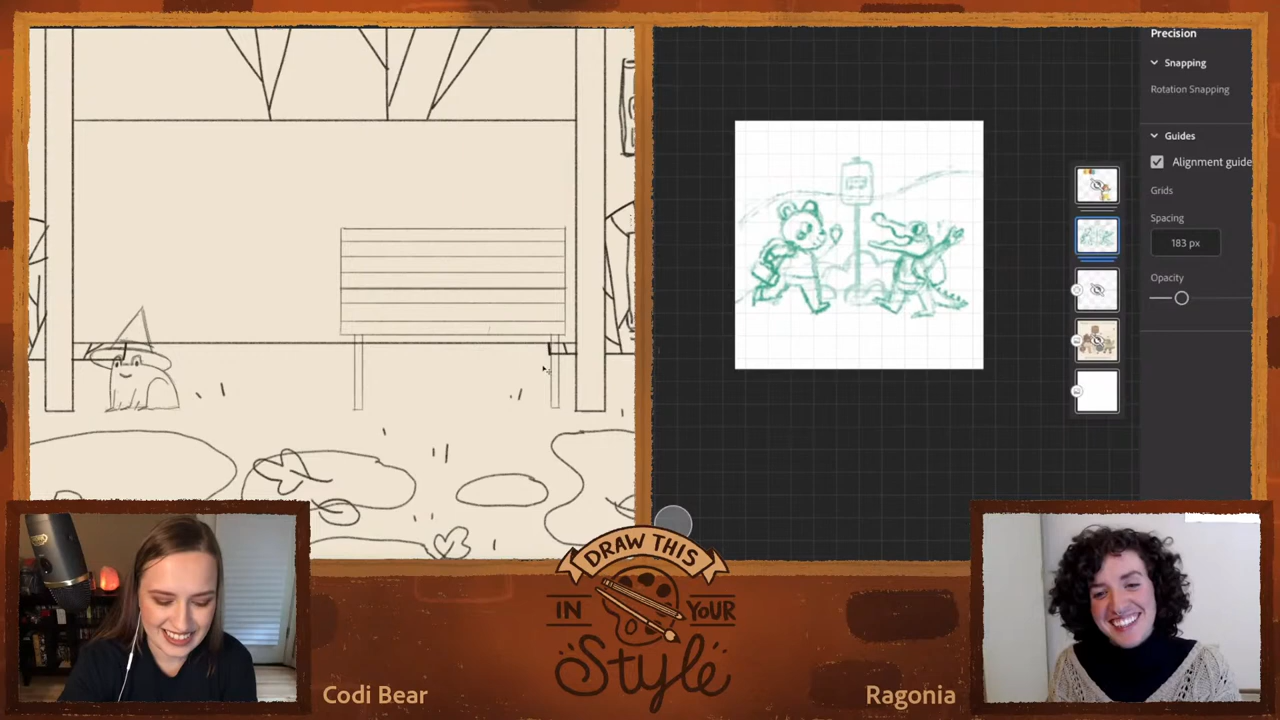 Precision
Snapping
Rotation Snapping
Guides
Alignment guide
Grids
Spacing
183 px
Opacity
DRAW THIS
IN YOUR
Style
Codi Bear
Ragonia